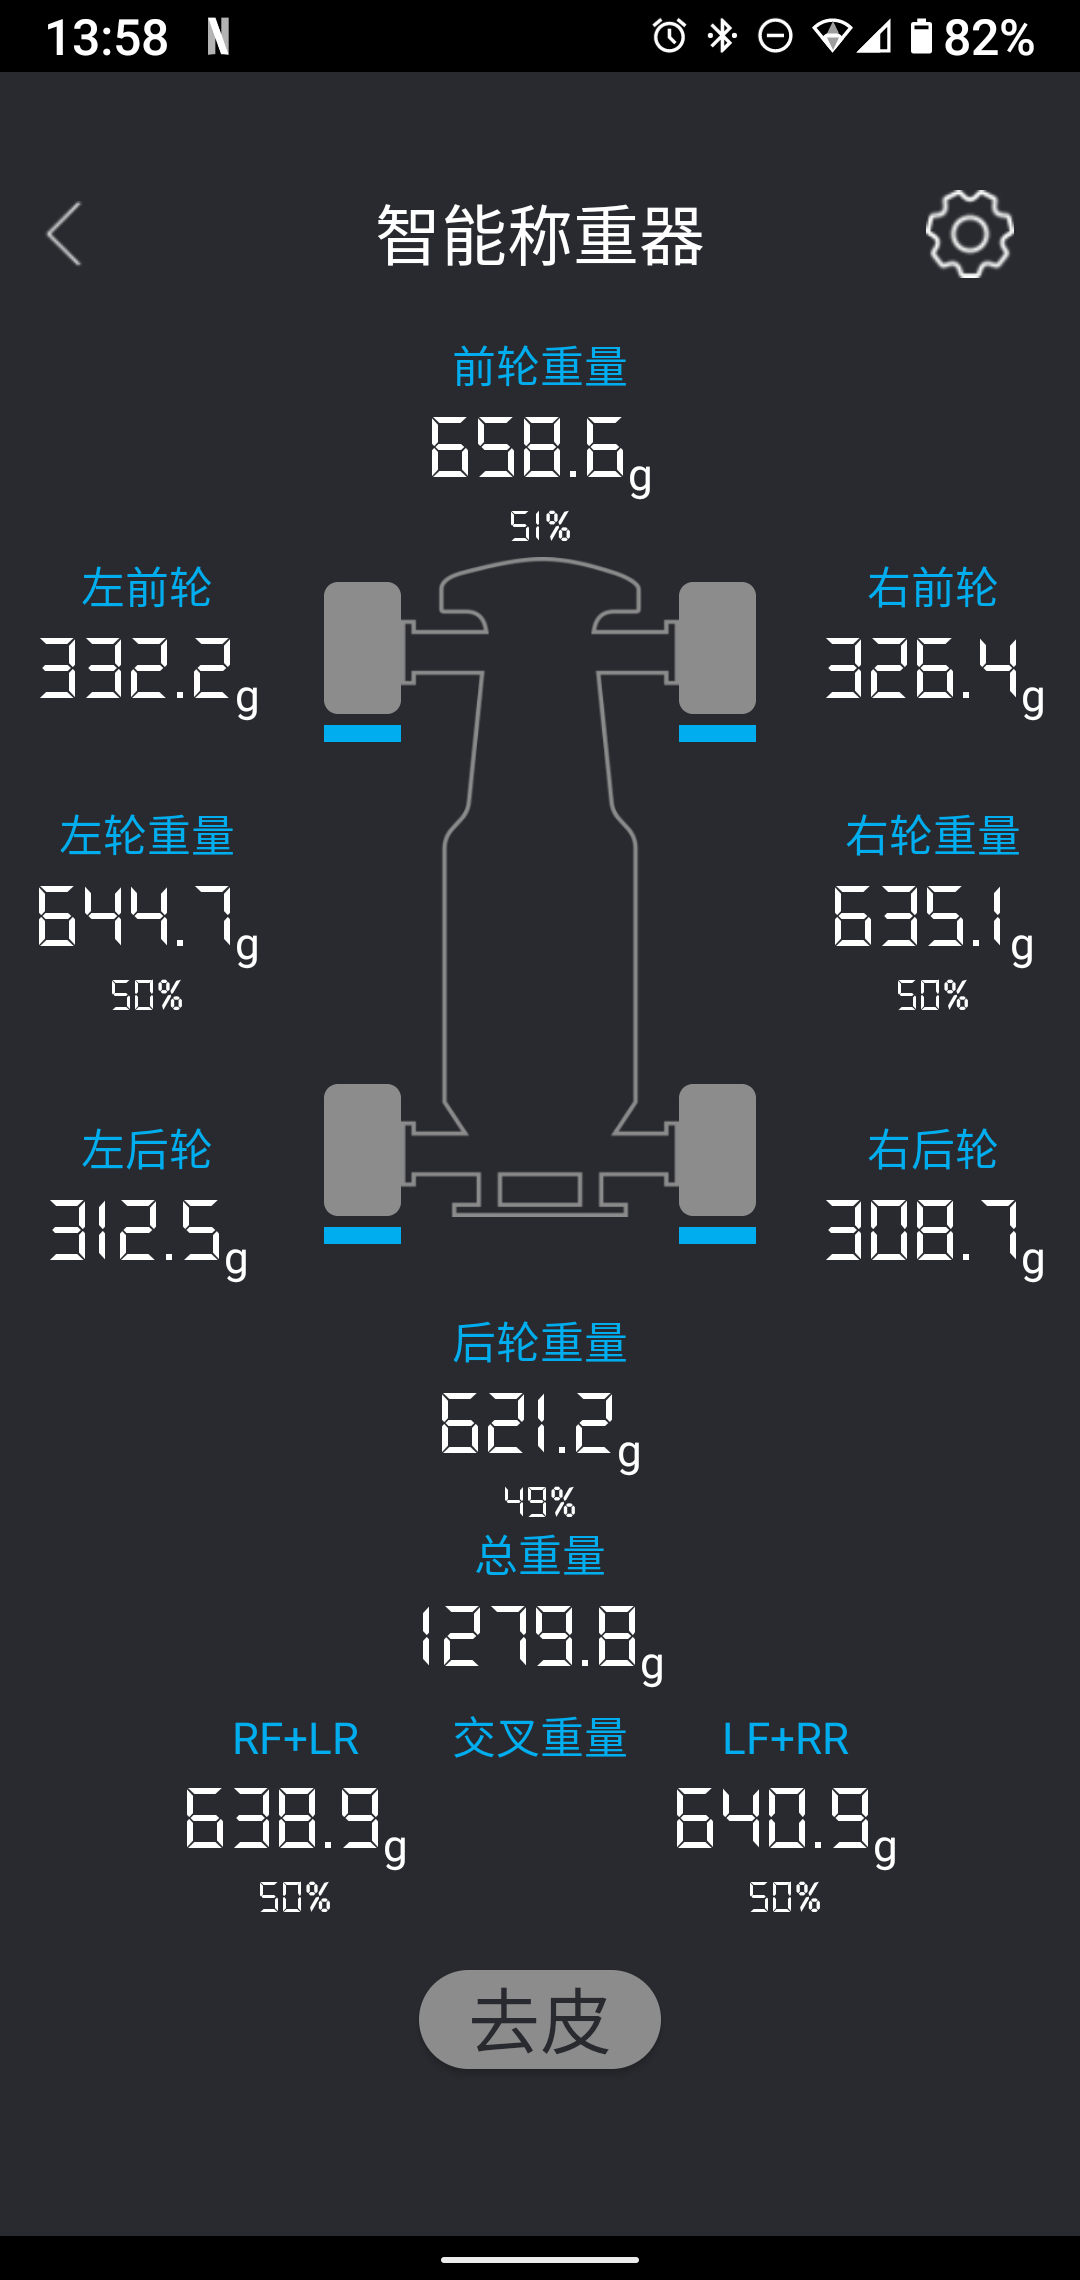 13:58 N 82%
智能称重器
前轮重量
658.6g
51%
左前轮 右前轮
332.2g 326.4g
左轮重量 右轮重量
644.7g 635.1g
50% 50%
左后轮 右后轮
312.5g 308.7g
后轮重量
621.2g
49%
总重量
1279.8g
RF+LR 交叉重量 LF+RR
638.9g 640.9g
50% 50%
去皮